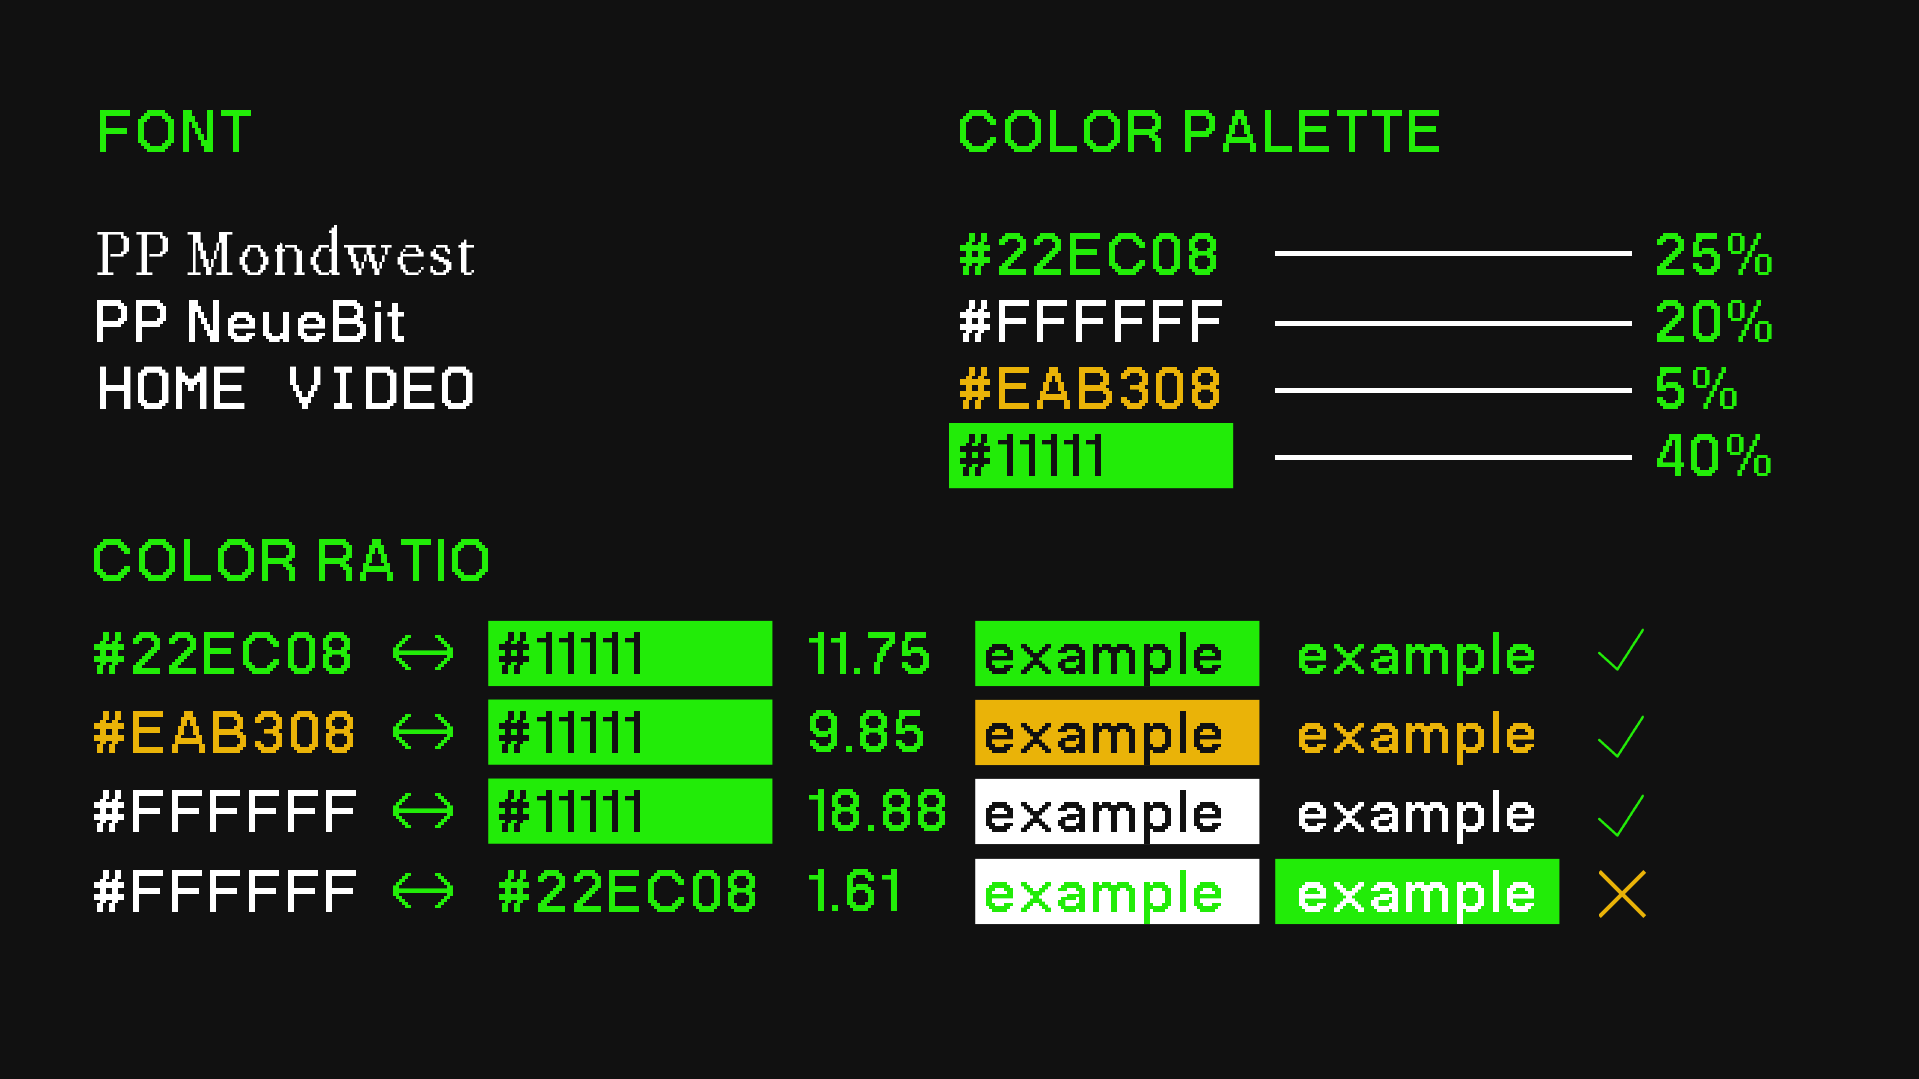 FONT
PP Mondwest
PP NeueBit
HOME VIDEO
COLOR PALETTE
#22EC08 25%
#FFFFFF 20%
#EAB308 5%
#11111 40%
COLOR RATIO
#22EC08 ↔ #11111 11.75 example example ✓
#EAB308 ↔ #11111 9.85 example example ✓
#FFFFFF ↔ #11111 18.88 example example ✓
#FFFFFF ↔ #22EC08 1.61 example example ✕